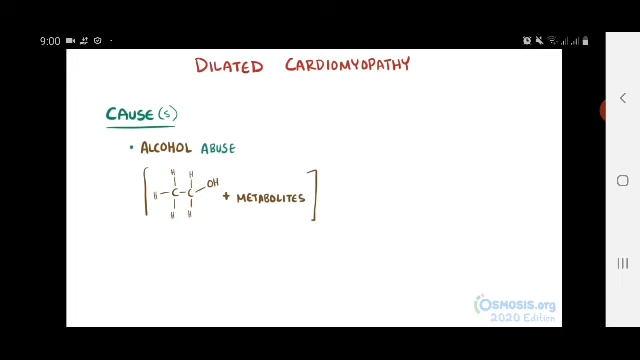 9:00
DILATED CARDIOMYOPATHY
CAUSE(S)
• ALCOHOL ABUSE
H H
H C C OH + METABOLITES
H H
OSMOSIS.org
2020 Edition